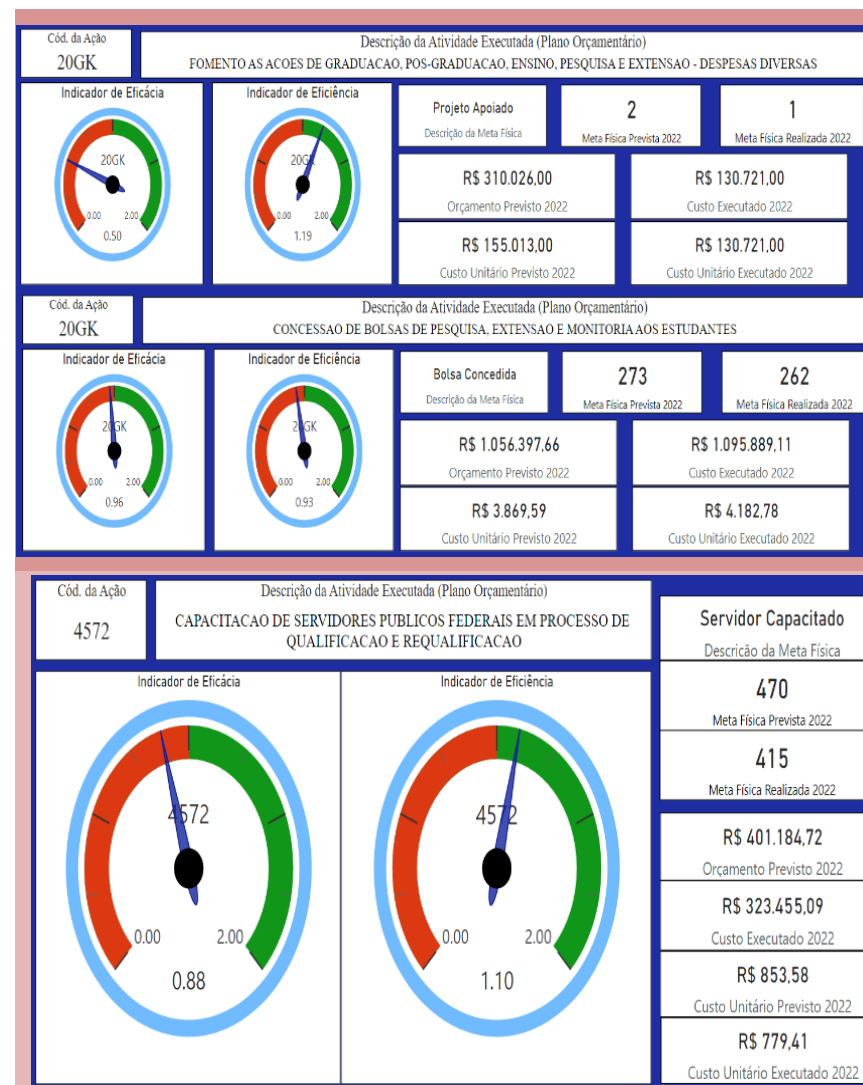 Cód. da Ação
20GK
Descrição da Atividade Executada (Plano Orçamentário)
FOMENTO AS ACOES DE GRADUACAO, POS-GRADUACAO, ENSINO, PESQUISA E EXTENSAO - DESPESAS DIVERSAS
Indicador de Eficácia
20GK
0.00
2.00
0.50
Indicador de Eficiência
20GK
0.00
2.00
1.19
Projeto Apoiado
Descrição da Meta Física
2
Meta Física Prevista 2022
1
Meta Física Realizada 2022
R$ 310.026,00
Orçamento Previsto 2022
R$ 130.721,00
Custo Executado 2022
R$ 155.013,00
Custo Unitário Previsto 2022
R$ 130.721,00
Custo Unitário Executado 2022
Cód. da Ação
20GK
Descrição da Atividade Executada (Plano Orçamentário)
CONCESSAO DE BOLSAS DE PESQUISA, EXTENSAO E MONITORIA AOS ESTUDANTES
Indicador de Eficácia
20GK
0.00
2.00
0.96
Indicador de Eficiência
20GK
0.00
2.00
0.93
Bolsa Concedida
Descrição da Meta Física
273
Meta Física Prevista 2022
262
Meta Física Realizada 2022
R$ 1.056.397,66
Orçamento Previsto 2022
R$ 1.095.889,11
Custo Executado 2022
R$ 3.869,59
Custo Unitário Previsto 2022
R$ 4.182,78
Custo Unitário Executado 2022
Cód. da Ação
4572
Descrição da Atividade Executada (Plano Orçamentário)
CAPACITACAO DE SERVIDORES PUBLICOS FEDERAIS EM PROCESSO DE
QUALIFICACAO E REQUALIFICACAO
Indicador de Eficácia
4572
0.00
2.00
0.88
Indicador de Eficiência
4572
0.00
2.00
1.10
Servidor Capacitado
Descrição da Meta Física
470
Meta Física Prevista 2022
415
Meta Física Realizada 2022
R$ 401.184,72
Orçamento Previsto 2022
R$ 323.455,09
Custo Executado 2022
R$ 853,58
Custo Unitário Previsto 2022
R$ 779,41
Custo Unitário Executado 2022